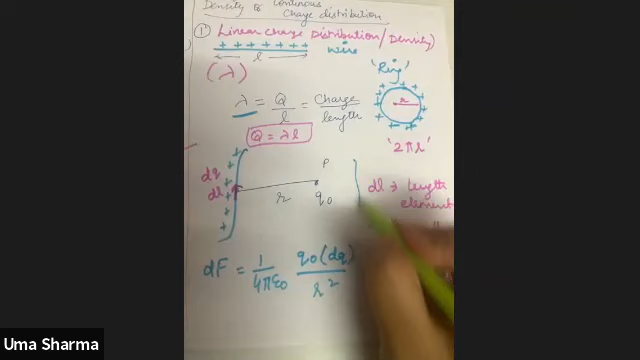 Density of Continuous
Charge distribution
① Linear Charge Distribution/Density
+ + + + + + +
wire
l
(λ)
'Ring'
λ = Q/l = Charge/length
r
Q = λl
'2πr'
dq
dl
P
r
q₀
dl → length
element
dF = 1/4πε₀ q₀(dq)/r²
Uma Sharma